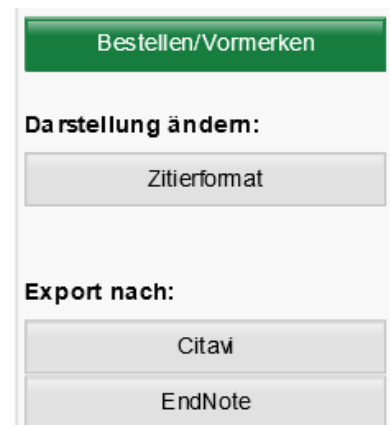 Bestellen/Vormerken
Darstellung ändern:
Zitierformat
Export nach:
Citavi
EndNote